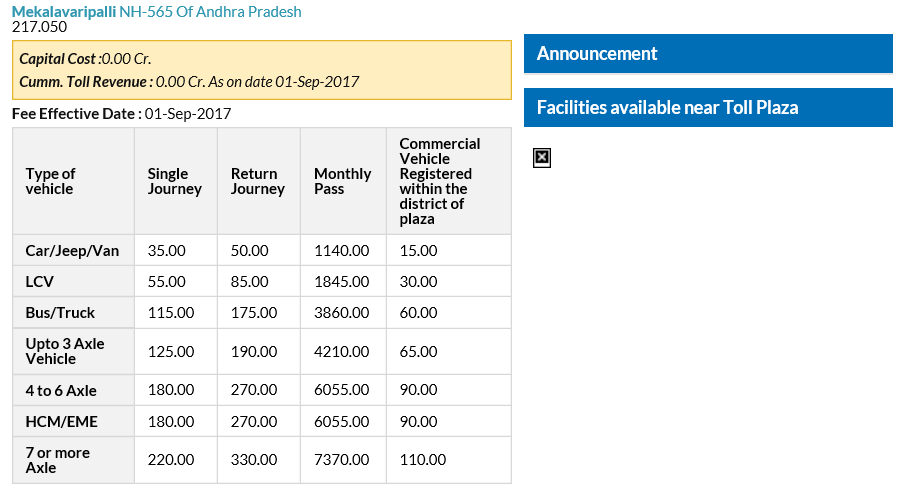 Mekalavaripalli NH-565 Of Andhra Pradesh
217.050
Capital Cost :0.00 Cr.
Cumm. Toll Revenue : 0.00 Cr. As on date 01-Sep-2017
Fee Effective Date : 01-Sep-2017
Type of vehicle Single Journey Return Journey Monthly Pass Commercial Vehicle Registered within the district of plaza
Car/Jeep/Van 35.00 50.00 1140.00 15.00
LCV 55.00 85.00 1845.00 30.00
Bus/Truck 115.00 175.00 3860.00 60.00
Upto 3 Axle Vehicle 125.00 190.00 4210.00 65.00
4 to 6 Axle 180.00 270.00 6055.00 90.00
HCM/EME 180.00 270.00 6055.00 90.00
7 or more Axle 220.00 330.00 7370.00 110.00
Announcement
Facilities available near Toll Plaza